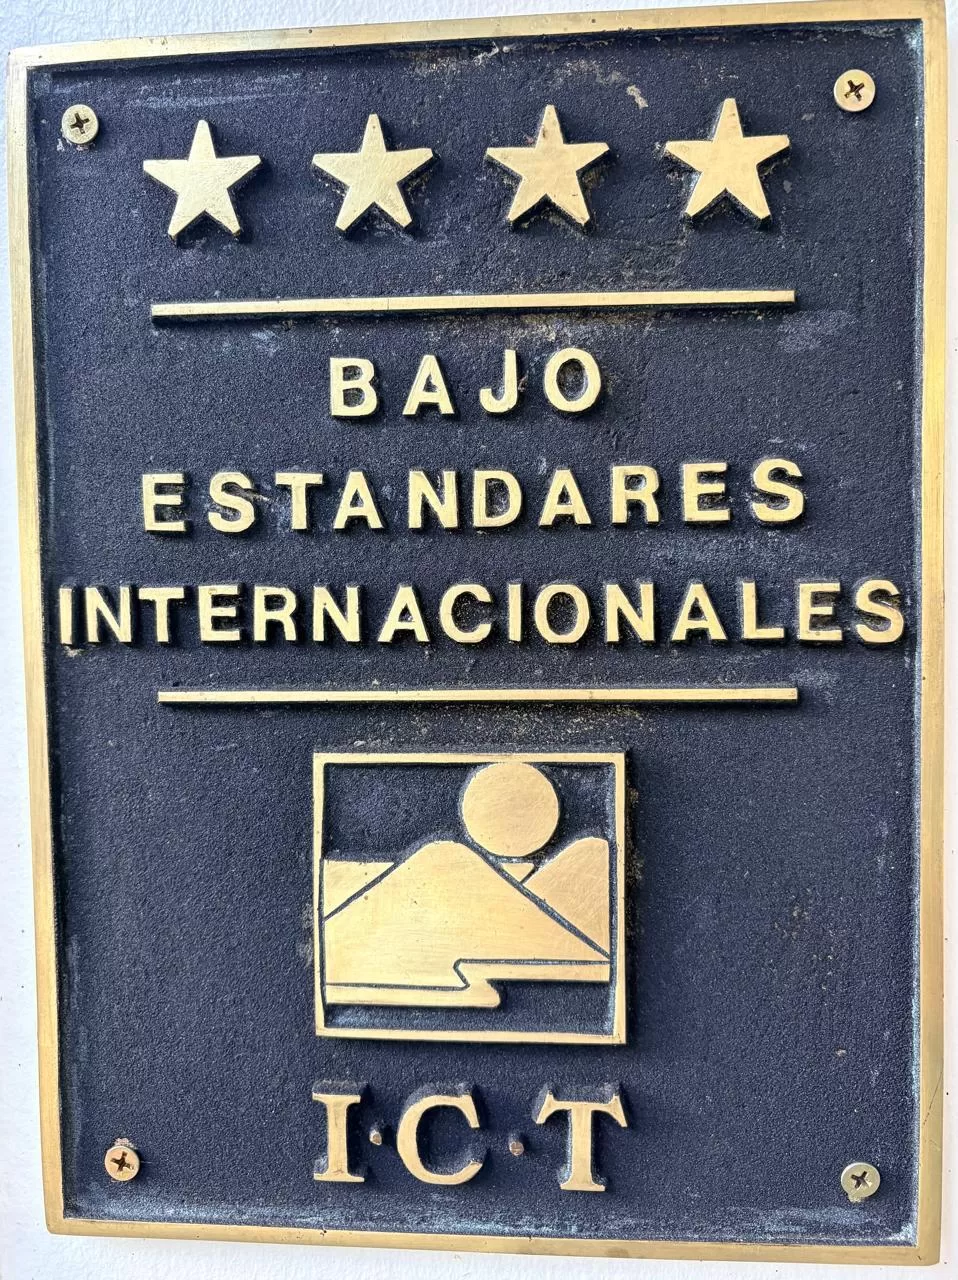 BAJO
ESTANDARES
INTERNACIONALES
I·C·T